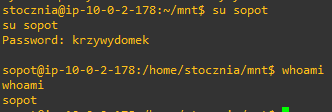 stocznia@ip-10-0-2-178:~/mnt$ su sopot
su sopot
Password: krzywydomek
sopot@ip-10-0-2-178:/home/stocznia/mnt$ whoami
whoami
sopot